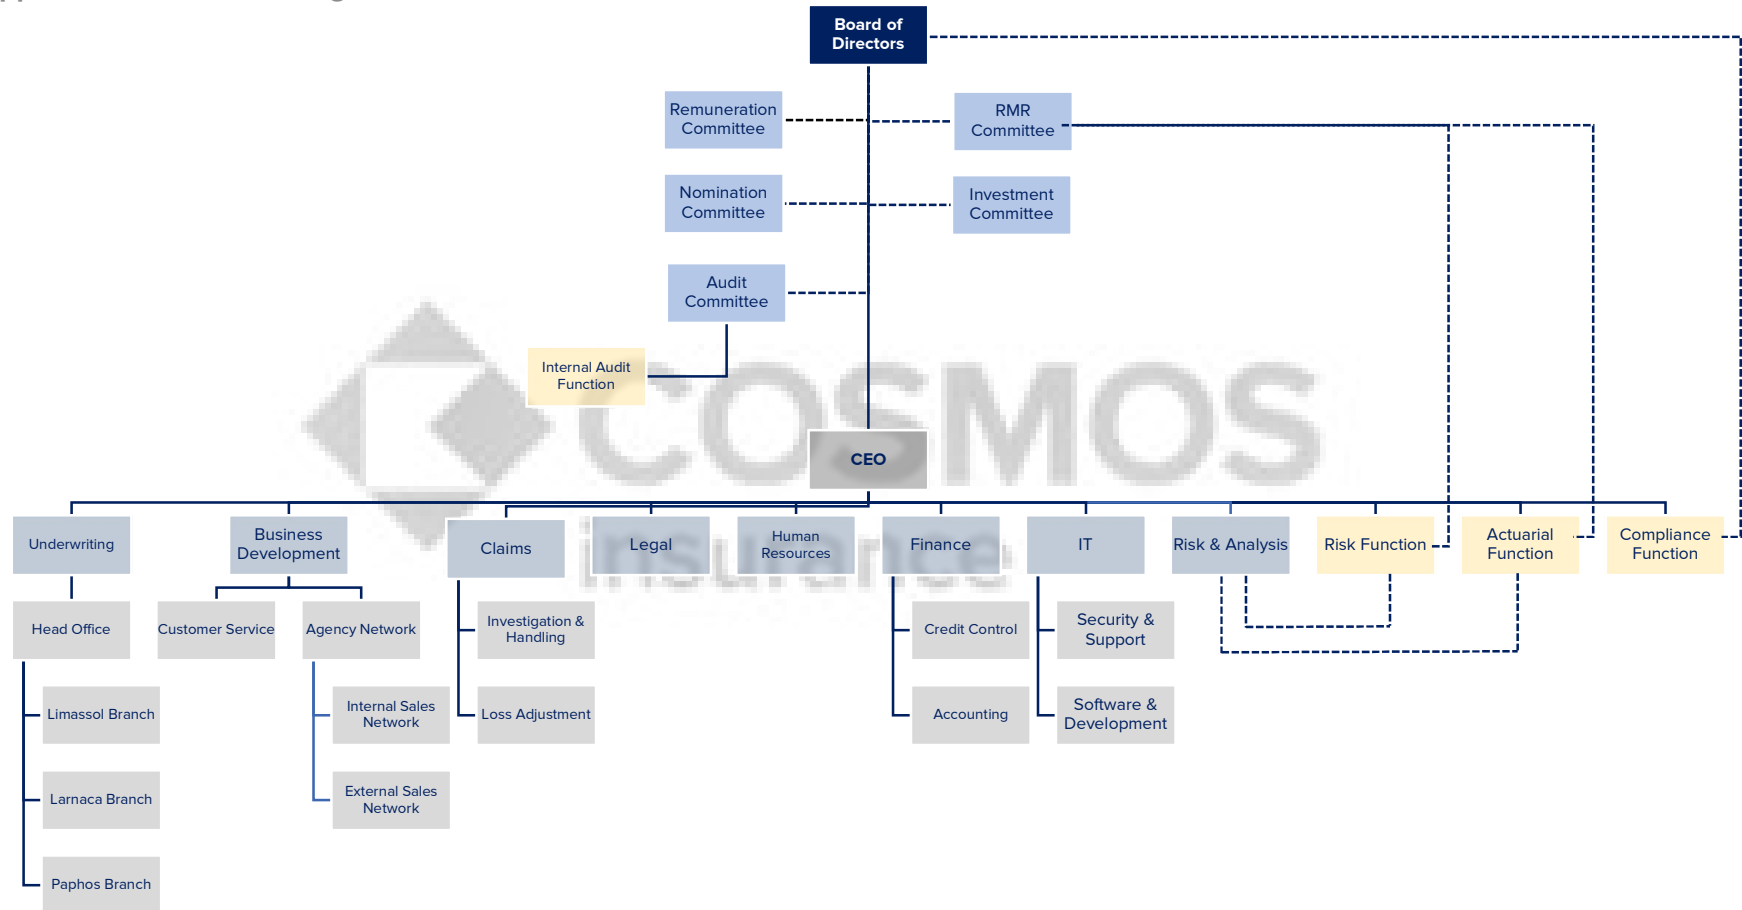 Board of
Directors
Remuneration
Committee
RMR
Committee
Nomination
Committee
Investment
Committee
Audit
Committee
Internal Audit
Function
COSMOS
insurance
CEO
Underwriting
Business
Development
Claims
Legal
Human
Resources
Finance
IT
Risk & Analysis
Risk Function
Actuarial
Function
Compliance
Function
Head Office
Customer Service
Agency Network
Investigation &
Handling
Credit Control
Security &
Support
Limassol Branch
Internal Sales
Network
Loss Adjustment
Accounting
Software &
Development
Larnaca Branch
External Sales
Network
Paphos Branch